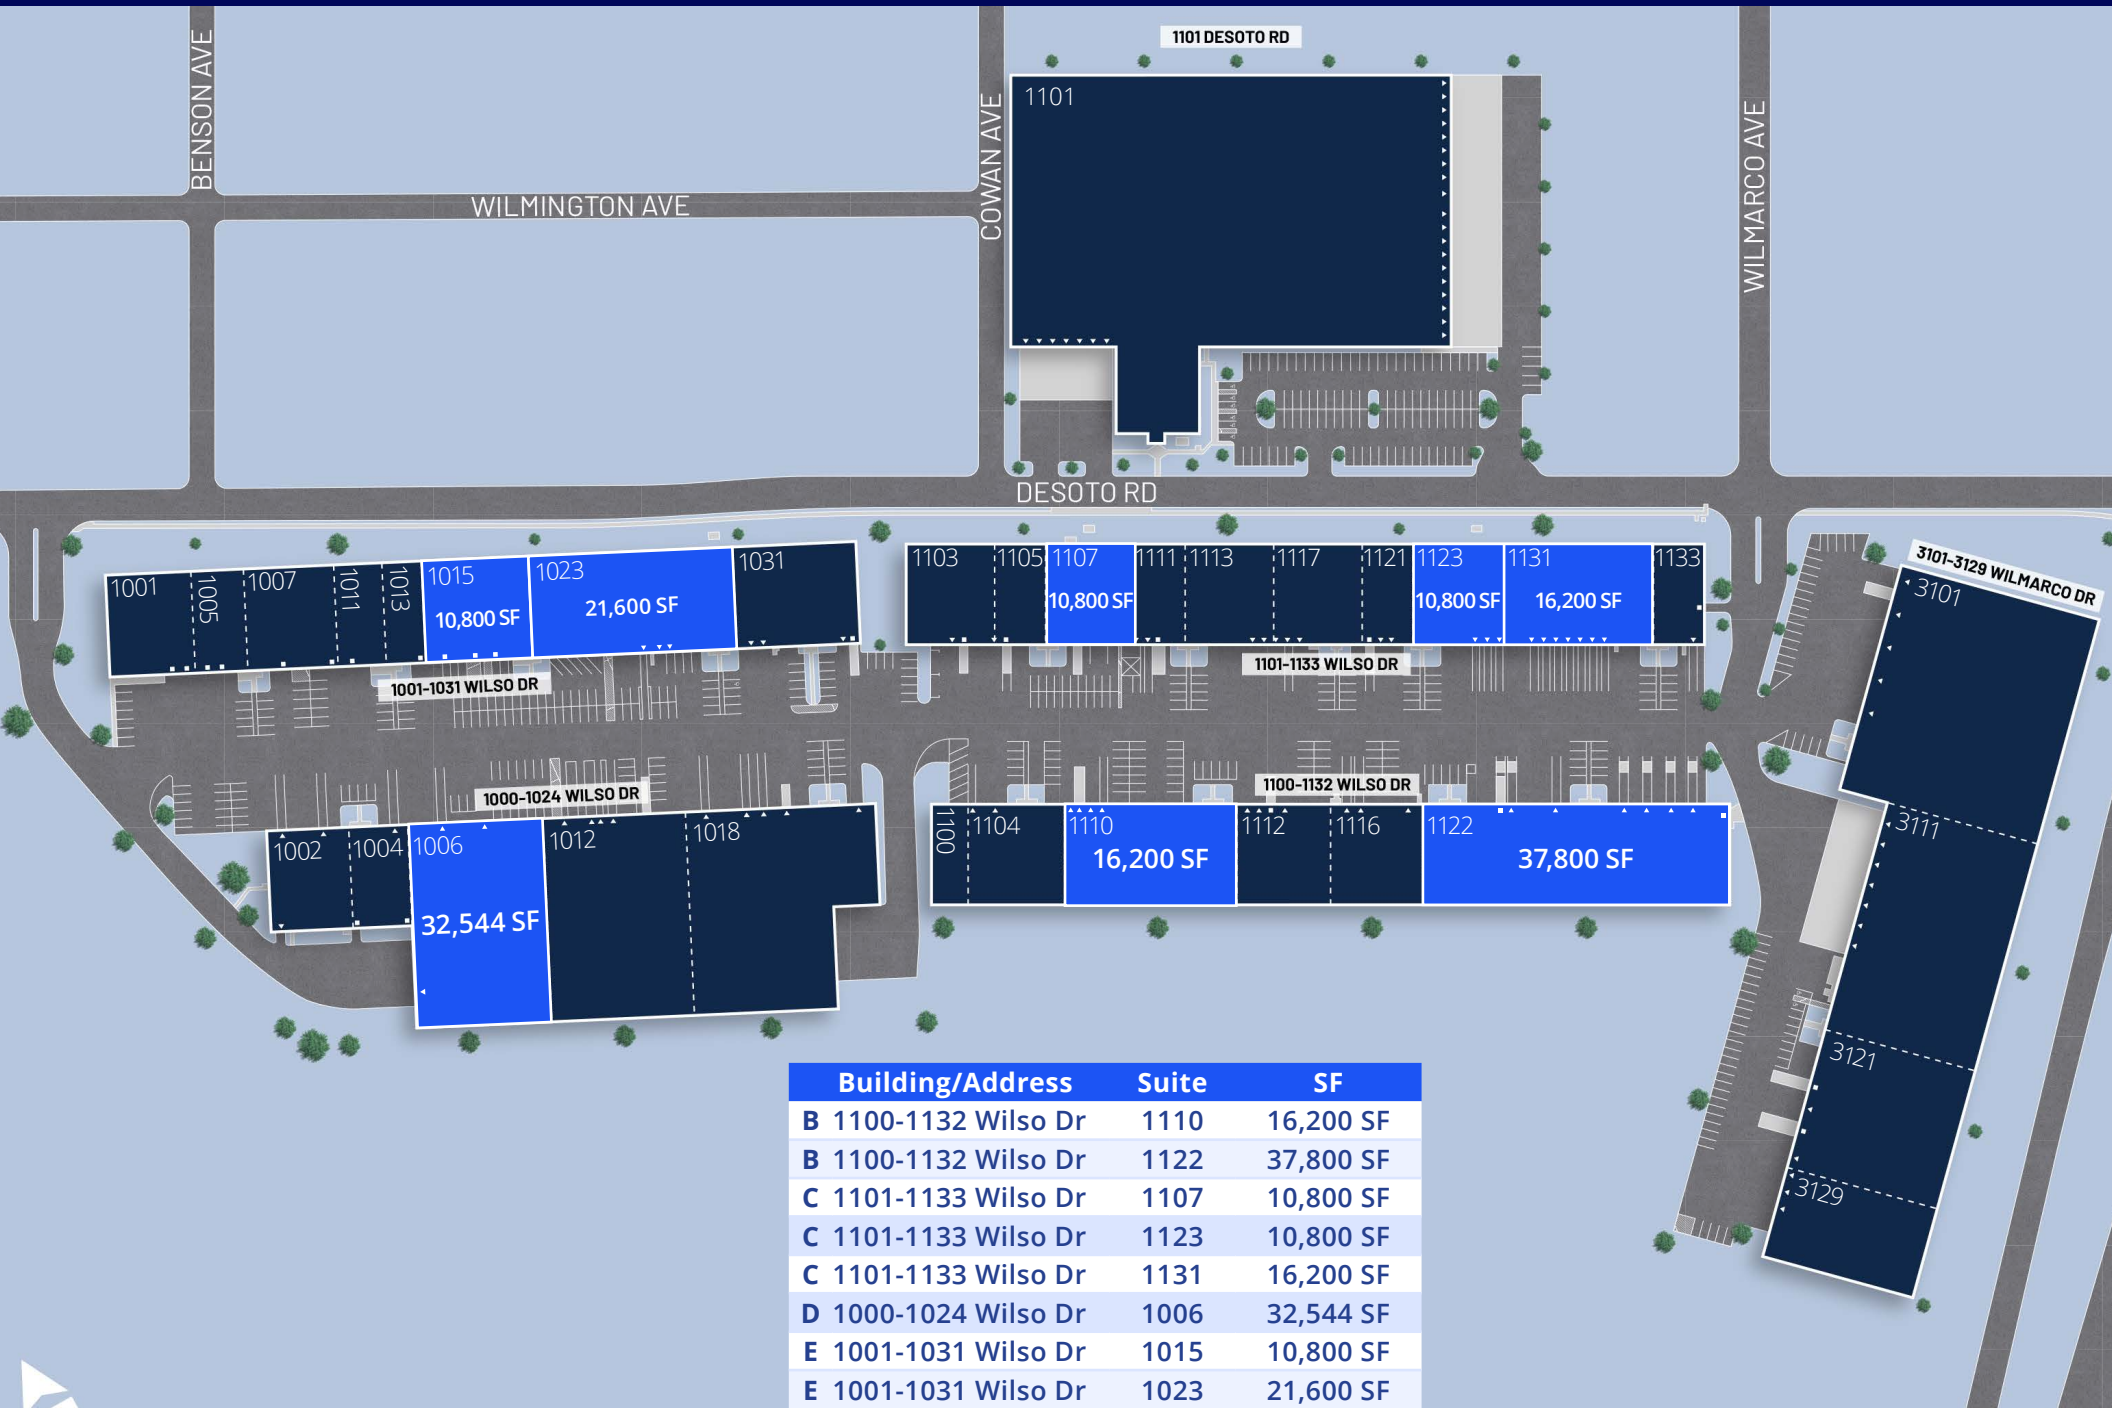 1101 DESOTO RD
BENSON AVE
COWAN AVE
WILMARCO AVE
WILMINGTON AVE
1101
DESOTO RD
1001
1005
1007
1011
1013
1015
10,800 SF
1023
21,600 SF
1031
1001-1031 WILSO DR
1103
1105
1107
10,800 SF
1111
1113
1117
1121
1123
10,800 SF
1131
16,200 SF
1133
1101-1133 WILSO DR
3101-3129 WILMARCO DR
3101
3111
3121
3129
1000-1024 WILSO DR
1002
1004
1006
32,544 SF
1012
1018
1100-1132 WILSO DR
1100
1104
1110
16,200 SF
1112
1116
1122
37,800 SF
Building/Address Suite SF
B 1100-1132 Wilso Dr 1110 16,200 SF
B 1100-1132 Wilso Dr 1122 37,800 SF
C 1101-1133 Wilso Dr 1107 10,800 SF
C 1101-1133 Wilso Dr 1123 10,800 SF
C 1101-1133 Wilso Dr 1131 16,200 SF
D 1000-1024 Wilso Dr 1006 32,544 SF
E 1001-1031 Wilso Dr 1015 10,800 SF
E 1001-1031 Wilso Dr 1023 21,600 SF